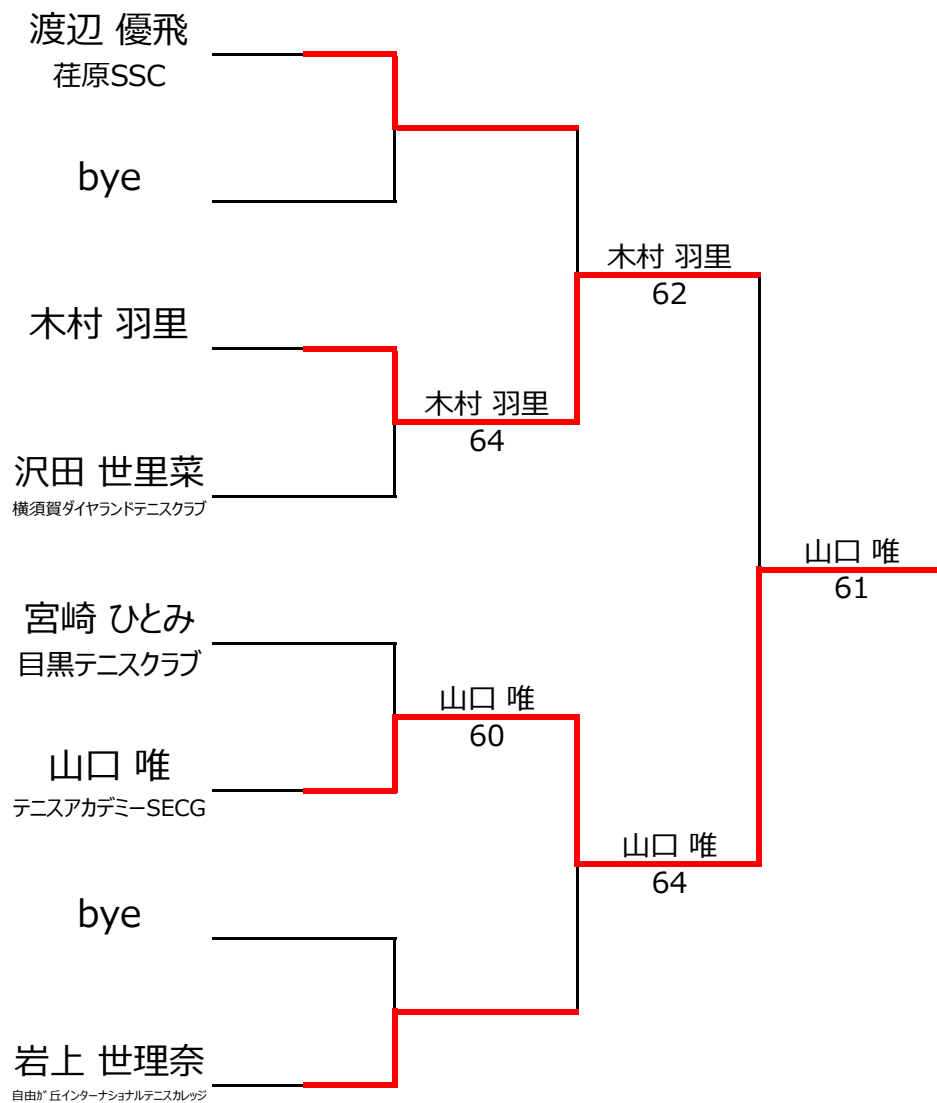 渡辺 優飛
荏原SSC
bye
木村 羽里
62
木村 羽里
木村 羽里
64
沢田 世里菜
横須賀ダイヤランドテニスクラブ
山口 唯
61
宮崎 ひとみ
目黒テニスクラブ
山口 唯
60
山口 唯
テニスアカデミーSECG
山口 唯
64
bye
岩上 世理奈
自由が丘インターナショナルテニスカレッジ